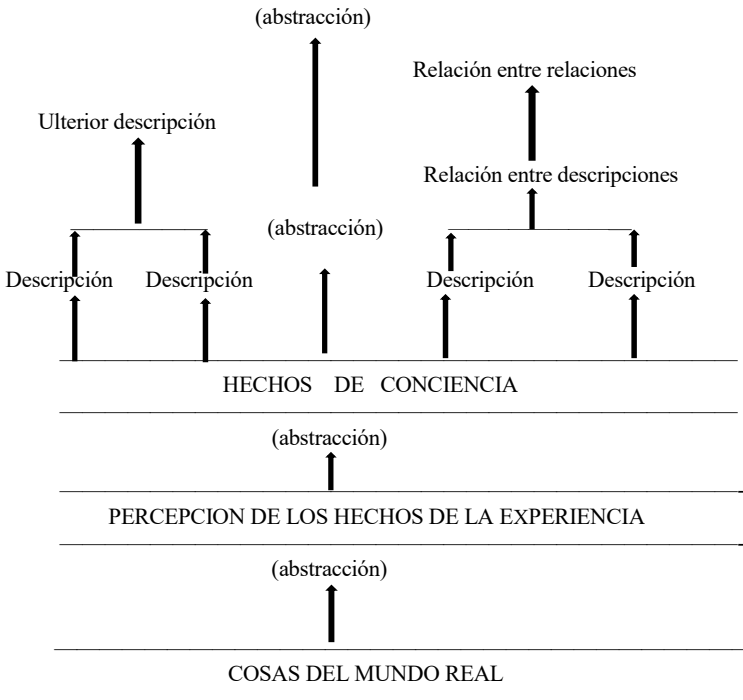 (abstracción)
Relación entre relaciones
Ulterior descripción
Relación entre descripciones
(abstracción)
Descripción Descripción Descripción Descripción
HECHOS DE CONCIENCIA
(abstracción)
PERCEPCION DE LOS HECHOS DE LA EXPERIENCIA
(abstracción)
COSAS DEL MUNDO REAL